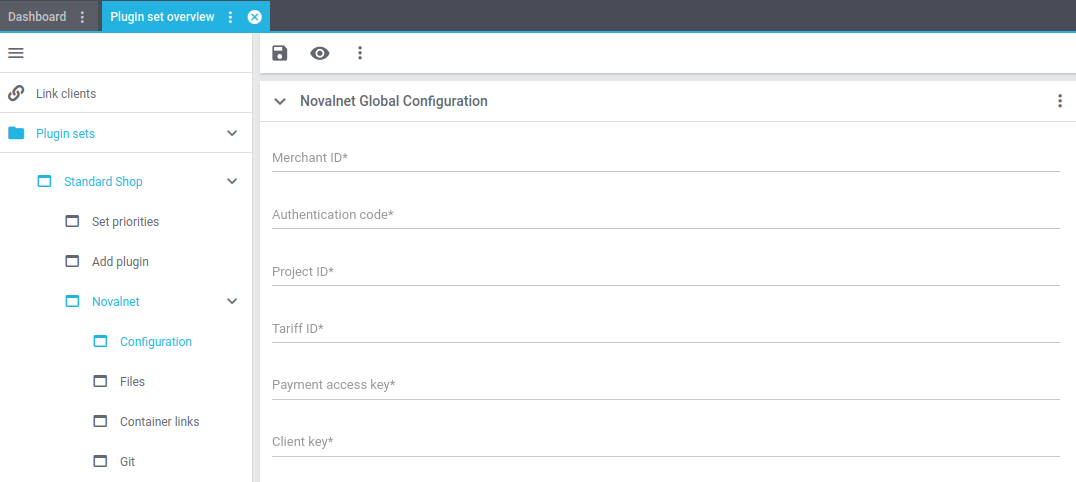 Dashboard
Plugin set overview
Link clients
Plugin sets
Standard Shop
Set priorities
Add plugin
Novalnet
Configuration
Files
Container links
Git
Novalnet Global Configuration
Merchant ID*
Authentication code*
Project ID*
Tariff ID*
Payment access key*
Client key*